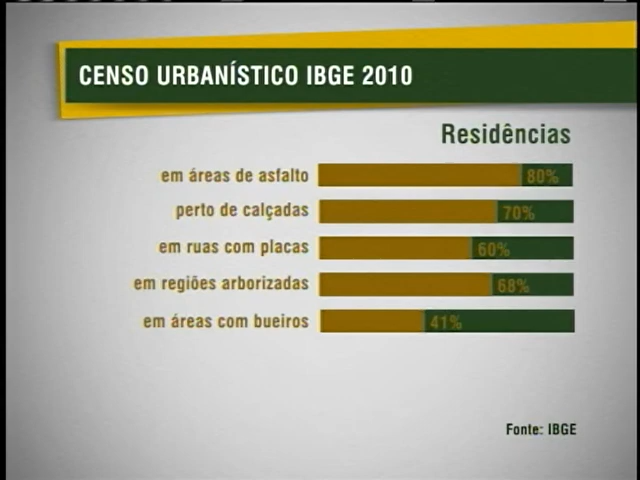 CENSO URBANÍSTICO IBGE 2010
Residências
em áreas de asfalto 80%
perto de calçadas 70%
em ruas com placas 60%
em regiões arborizadas 68%
em áreas com bueiros 41%
Fonte: IBGE